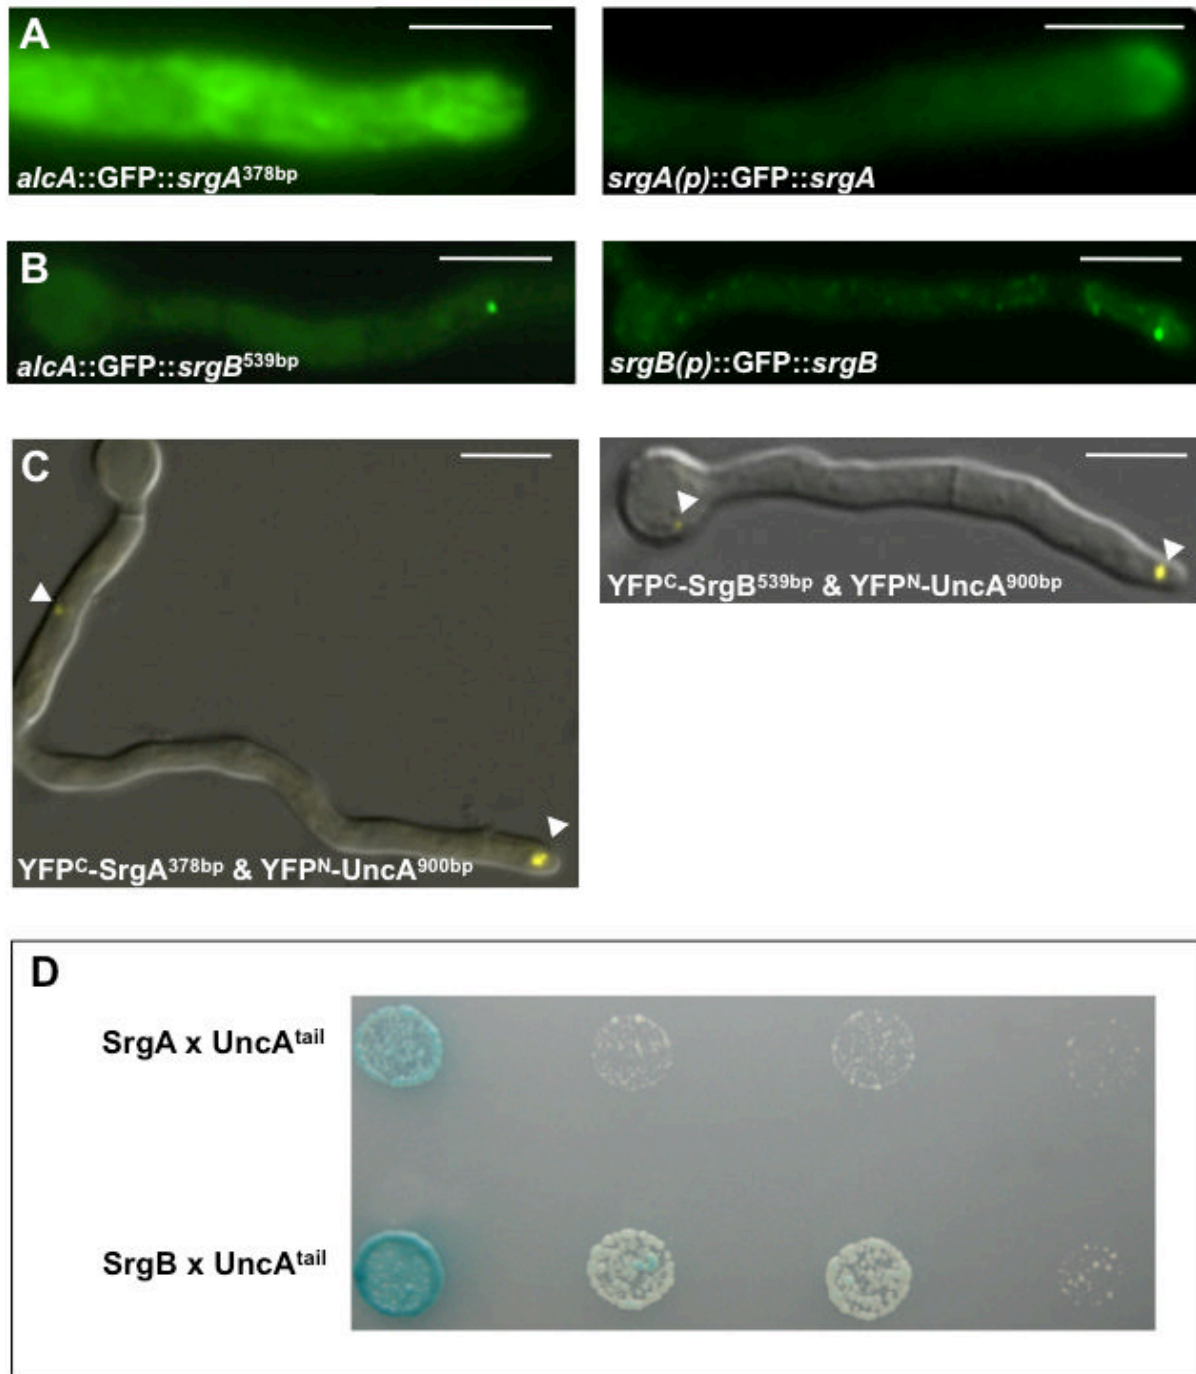 A
alcA::GFP::srgA³⁷⁸ᵇᵖ
srgA(p)::GFP::srgA
B
alcA::GFP::srgB⁵³⁹ᵇᵖ
srgB(p)::GFP::srgB
C
YFPᶜ-SrgA³⁷⁸ᵇᵖ & YFPᴺ-UncA⁹⁰⁰ᵇᵖ
YFPᶜ-SrgB⁵³⁹ᵇᵖ & YFPᴺ-UncA⁹⁰⁰ᵇᵖ
D
SrgA x UncAᵗᵃⁱˡ
SrgB x UncAᵗᵃⁱˡ